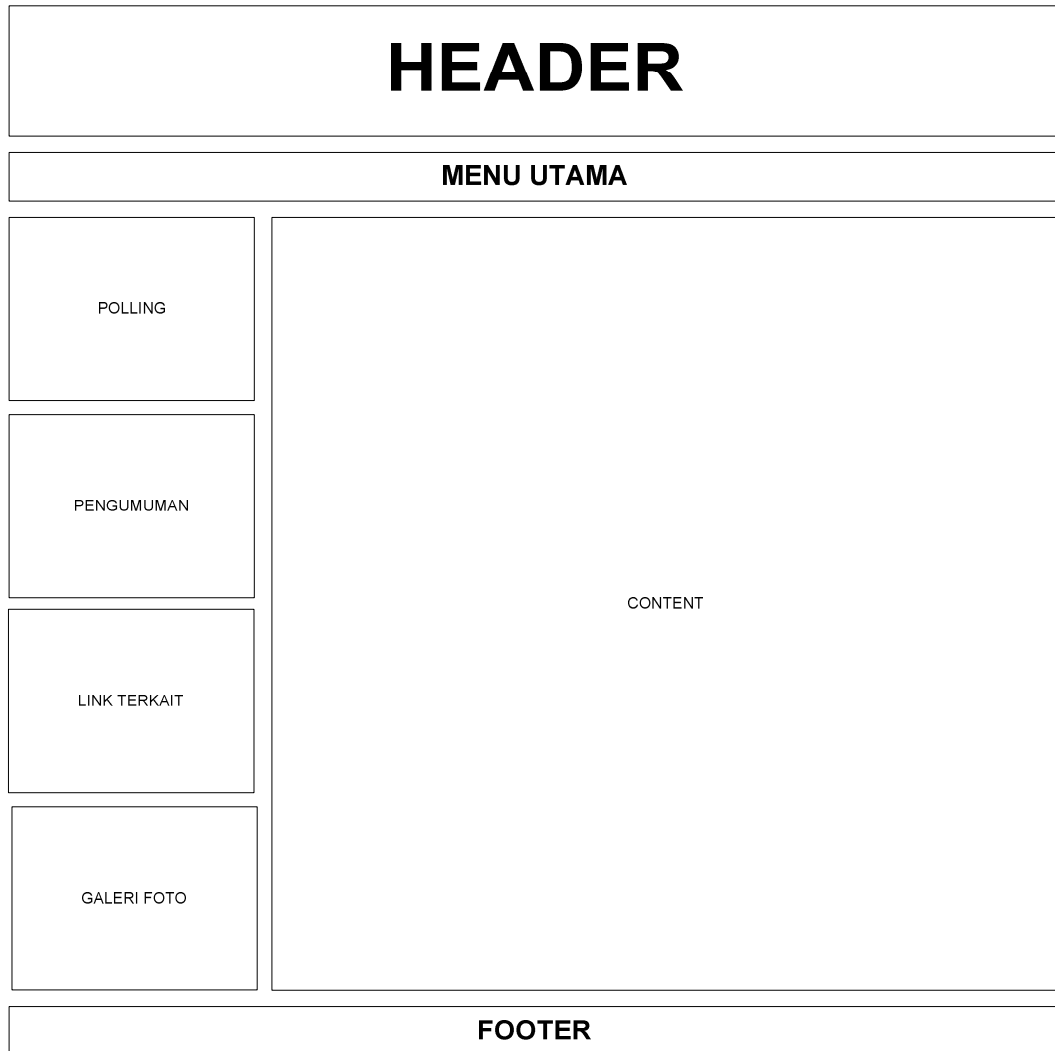 HEADER
MENU UTAMA
POLLING
PENGUMUMAN
LINK TERKAIT
GALERI FOTO
CONTENT
FOOTER